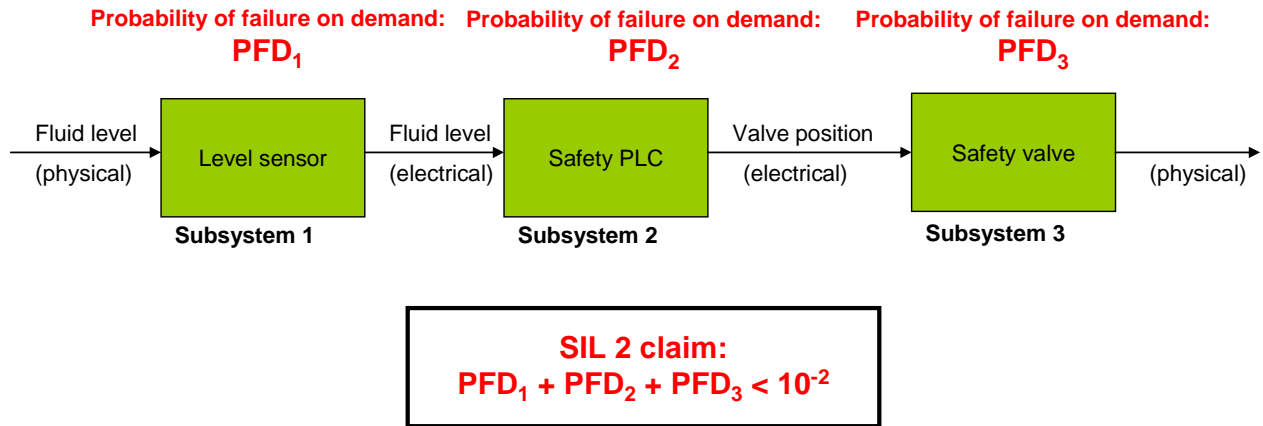 Probability of failure on demand:
PFD₁
Probability of failure on demand:
PFD₂
Probability of failure on demand:
PFD₃
Fluid level
(physical)
Level sensor
Subsystem 1
Fluid level
(electrical)
Safety PLC
Subsystem 2
Valve position
(electrical)
Safety valve
Subsystem 3
(physical)
SIL 2 claim:
PFD₁ + PFD₂ + PFD₃ < 10⁻²